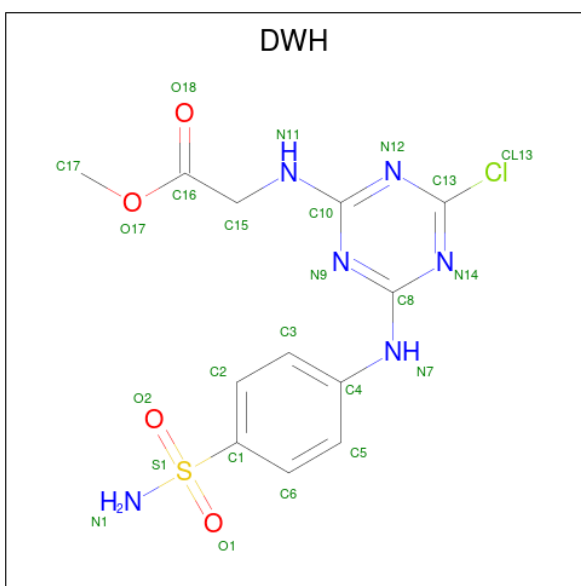 DWH
O18
O
C17
N11
H
N
N12
N
CL13
Cl
C13
C16
O
O17
C15
C10
N9
N
N
N14
C8
C3
NH
N7
C2
C4
O2
O
C5
S1
S
C1
C6
H2N
N1
O
O1